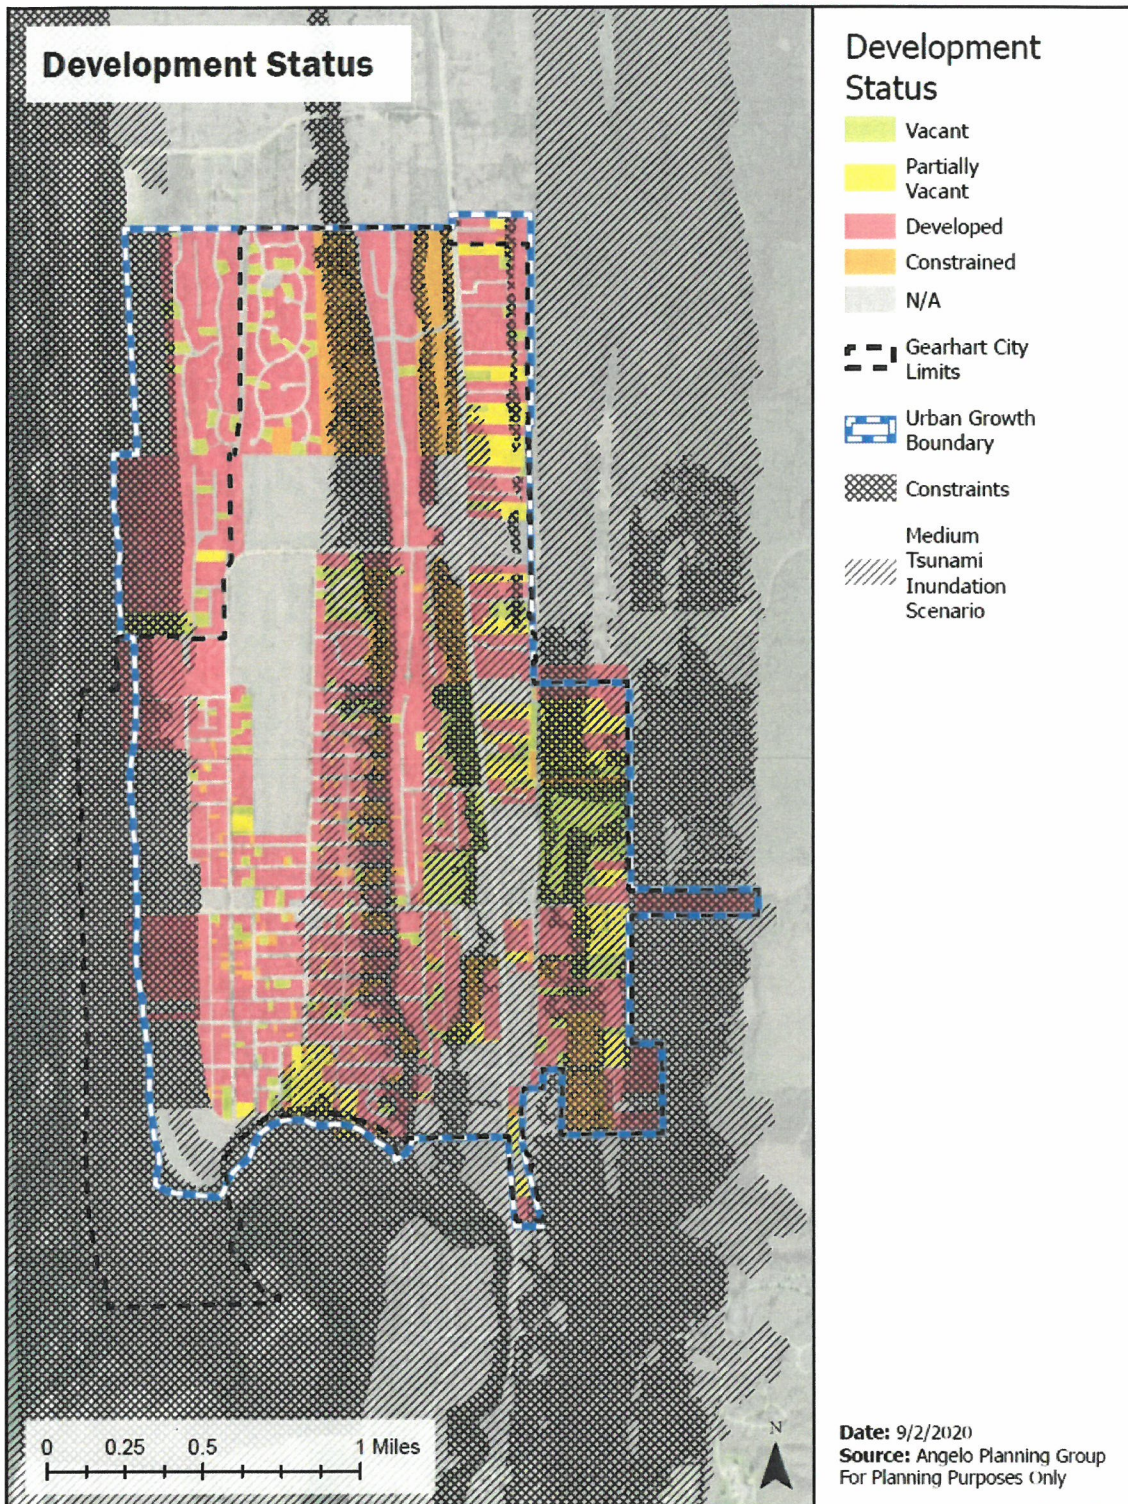 Development Status
Development
Status
Vacant
Partially
Vacant
Developed
Constrained
N/A
Gearhart City
Limits
Urban Growth
Boundary
Constraints
Medium
Tsunami
Inundation
Scenario
0 0.25 0.5 1 Miles
N
Date: 9/2/2020
Source: Angelo Planning Group
For Planning Purposes Only